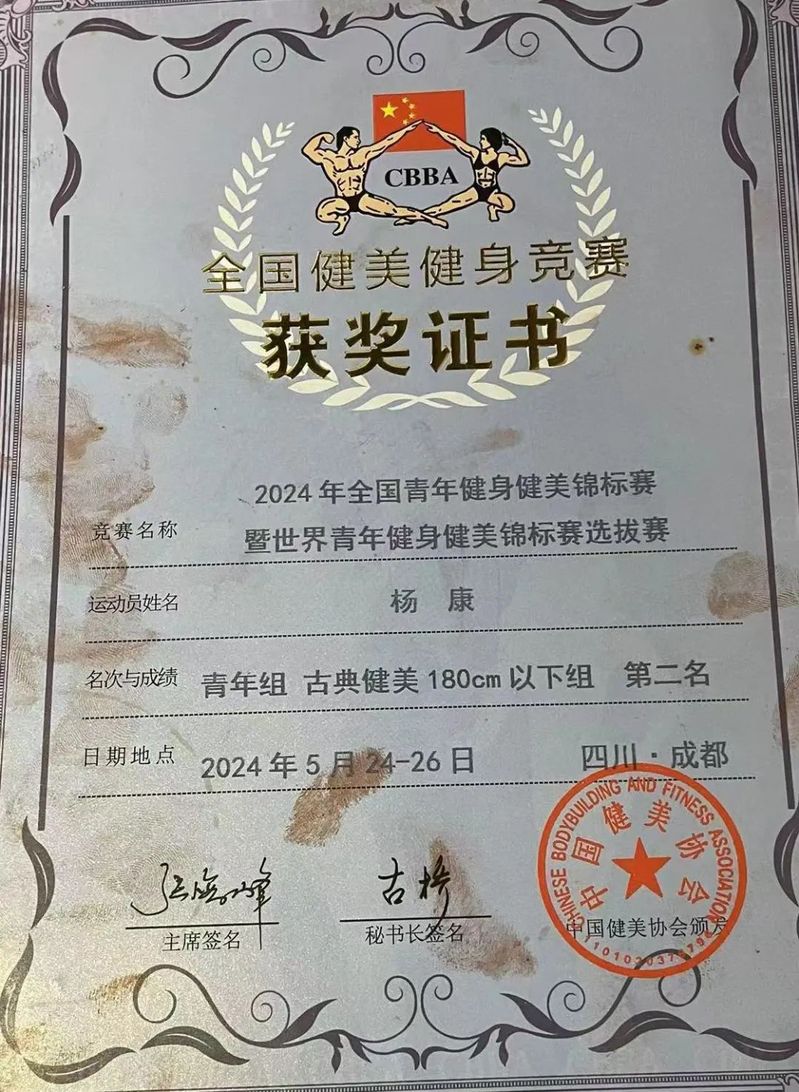 CBBA
全国健美健身竞赛
获奖证书
2024年全国青年健身健美锦标赛
竞赛名称 暨世界青年健身健美锦标赛选拔赛
运动员姓名 杨 康
名次与成绩 青年组 古典健美180cm以下组 第二名
日期地点 2024年5月24-26日 四川·成都
古桥
主席签名
秘书长签名
中国健美协会颁发
CHINESE BODYBUILDING AND FITNESS ASSOCIATION
中国健美协会